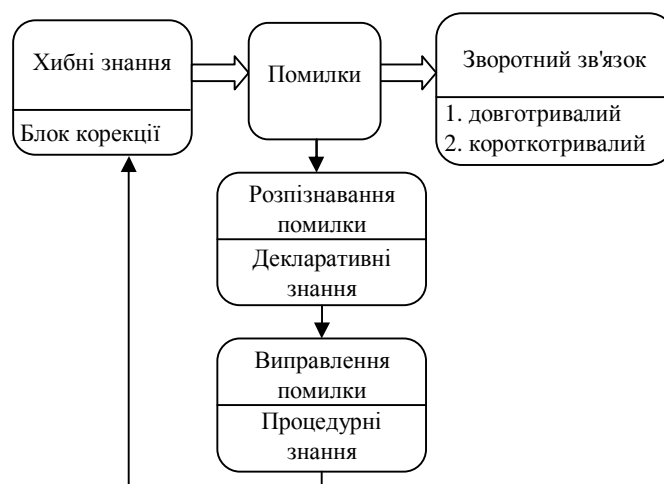 Хибні знання
Блок корекції
Помилки
Зворотний зв'язок
1. довготривалий
2. короткотривалий
Розпізнавання
помилки
Декларативні
знання
Виправлення
помилки
Процедурні
знання